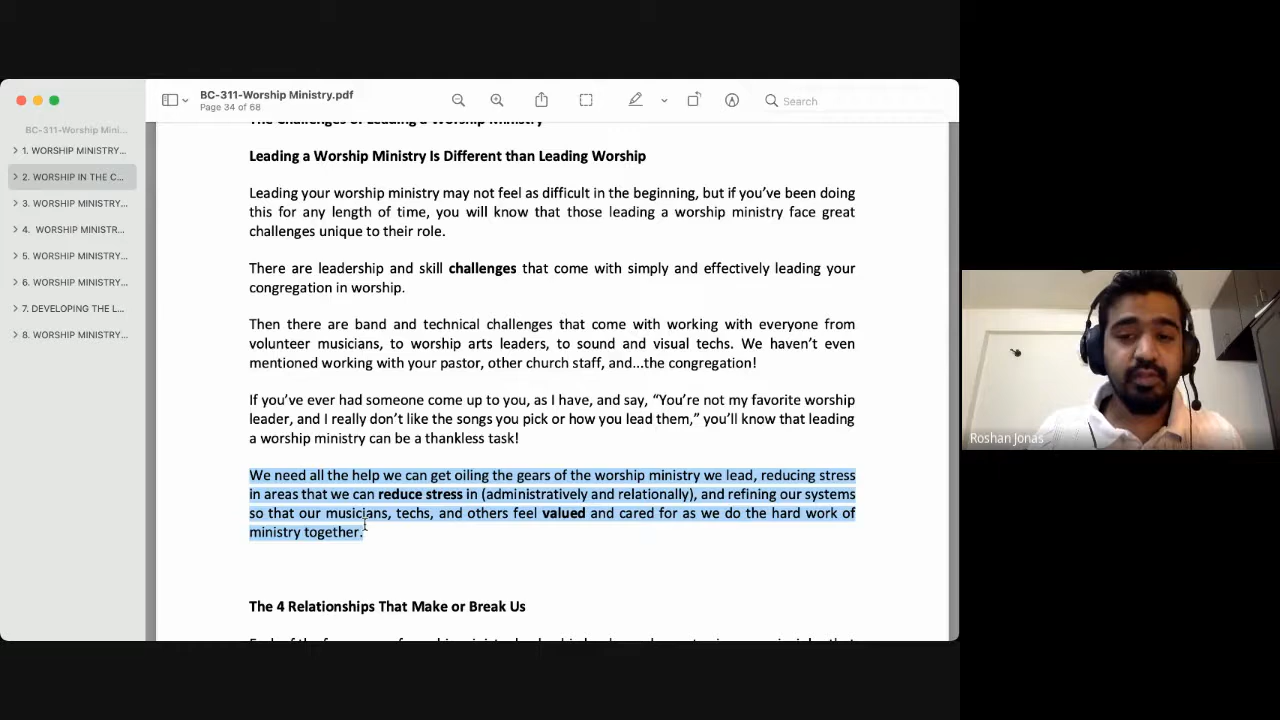 BC-311-Worship Ministry.pdf
Page 34 of 68
Search
BC-311-Worship Mini...
1. WORSHIP MINISTRY...
2. WORSHIP IN THE C...
3. WORSHIP MINISTRY...
4. WORSHIP MINISTR...
5. WORSHIP MINISTRY...
6. WORSHIP MINISTRY...
7. DEVELOPING THE L...
8. WORSHIP MINISTRY...
The Challenges of Leading a Worship Ministry
Leading a Worship Ministry Is Different than Leading Worship
Leading your worship ministry may not feel as difficult in the beginning, but if you’ve been doing
this for any length of time, you will know that those leading a worship ministry face great
challenges unique to their role.
There are leadership and skill challenges that come with simply and effectively leading your
congregation in worship.
Then there are band and technical challenges that come with working with everyone from
volunteer musicians, to worship arts leaders, to sound and visual techs. We haven’t even
mentioned working with your pastor, other church staff, and...the congregation!
If you’ve ever had someone come up to you, as I have, and say, “You’re not my favorite worship
leader, and I really don’t like the songs you pick or how you lead them,” you’ll know that leading
a worship ministry can be a thankless task!
We need all the help we can get oiling the gears of the worship ministry we lead, reducing stress
in areas that we can reduce stress in (administratively and relationally), and refining our systems
so that our musicians, techs, and others feel valued and cared for as we do the hard work of
ministry together.
The 4 Relationships That Make or Break Us
Roshan Jonas